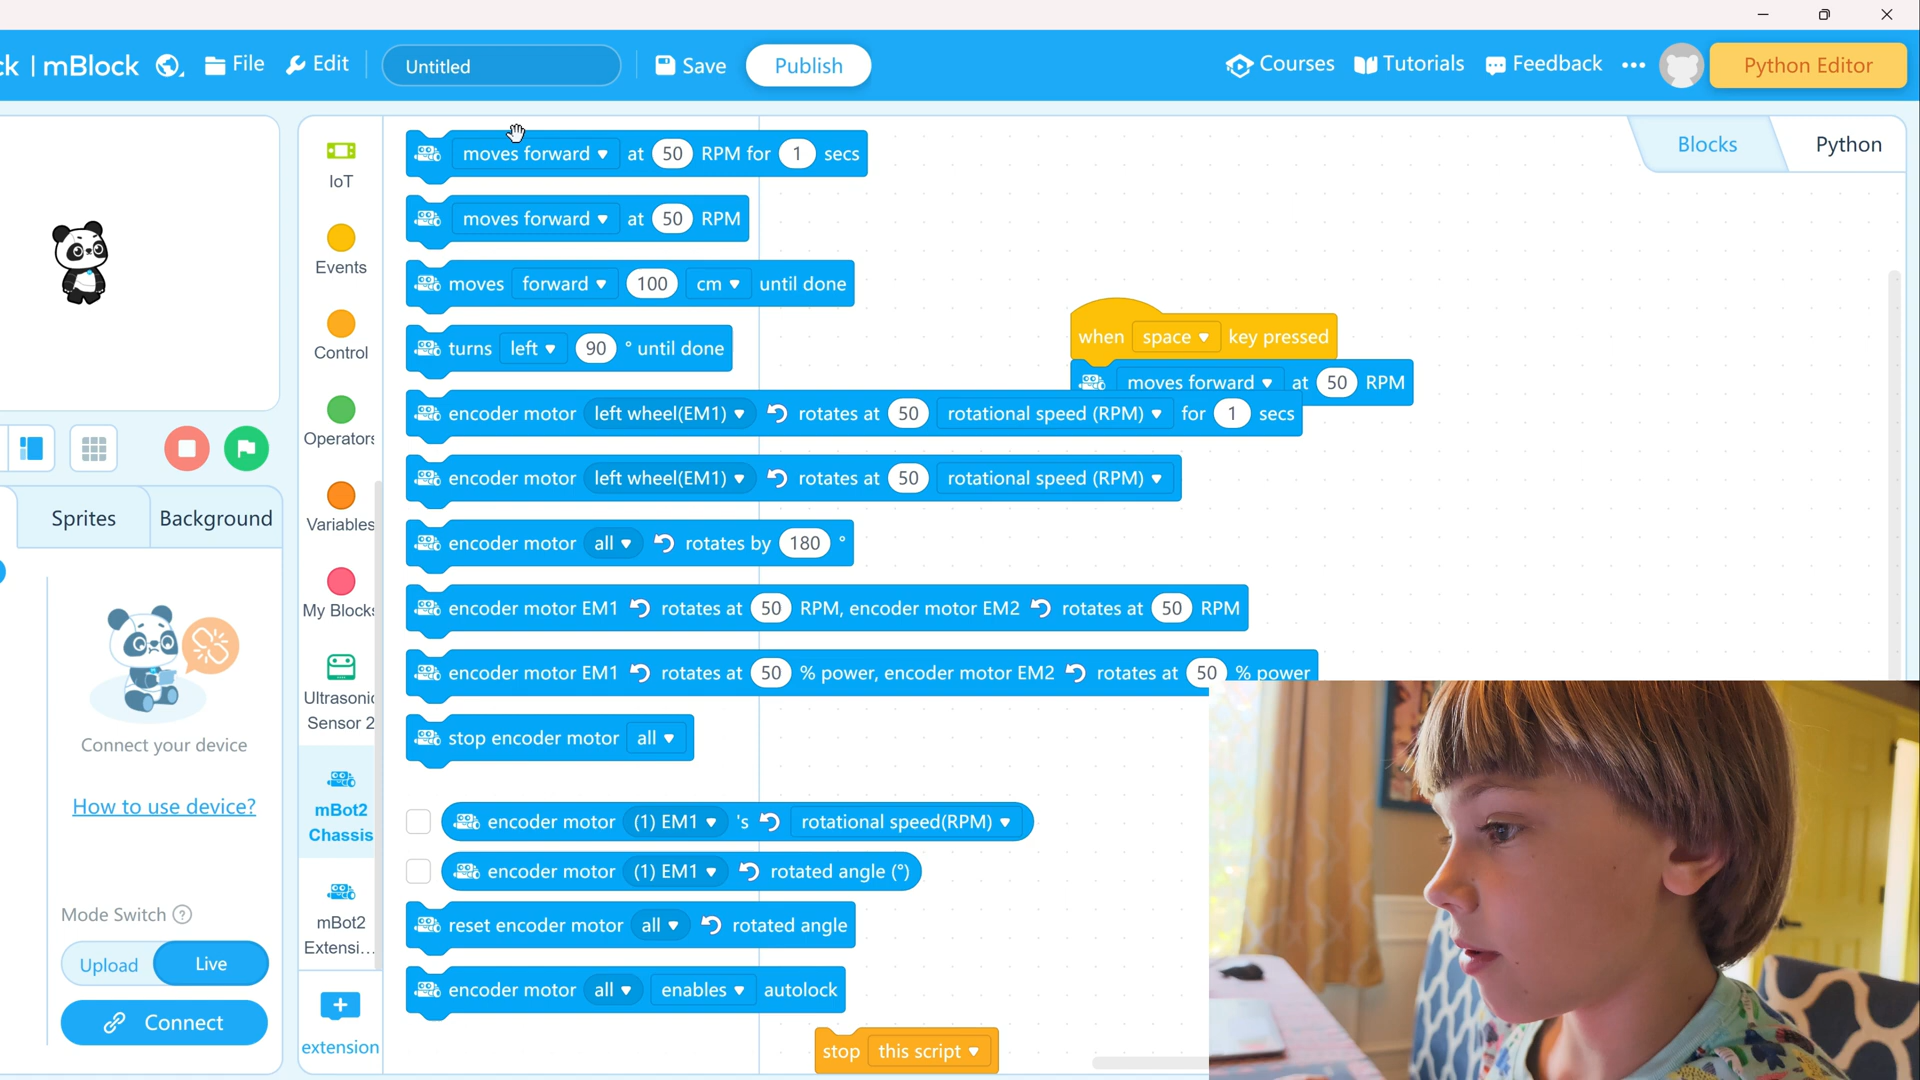 ck | mBlock
File
Edit
Untitled
Save
Publish
Courses
Tutorials
Feedback
Python Editor
Blocks
Python
IoT
Events
Control
Operators
Variables
My Blocks
Ultrasonic
Sensor 2
mBot2
Chassis
mBot2
Extensi...
extension
moves forward at 50 RPM for 1 secs
moves forward at 50 RPM
moves forward 100 cm until done
turns left 90 ° until done
encoder motor left wheel(EM1) rotates at 50 rotational speed (RPM) for 1 secs
encoder motor left wheel(EM1) rotates at 50 rotational speed (RPM)
encoder motor all rotates by 180 °
encoder motor EM1 rotates at 50 RPM, encoder motor EM2 rotates at 50 RPM
encoder motor EM1 rotates at 50 % power, encoder motor EM2 rotates at 50 % power
stop encoder motor all
encoder motor (1) EM1 's rotational speed(RPM)
encoder motor (1) EM1 rotated angle (°)
reset encoder motor all rotated angle
encoder motor all enables autolock
when space key pressed
moves forward at 50 RPM
stop this script
Sprites
Background
Connect your device
How to use device?
Mode Switch ?
Upload
Live
Connect